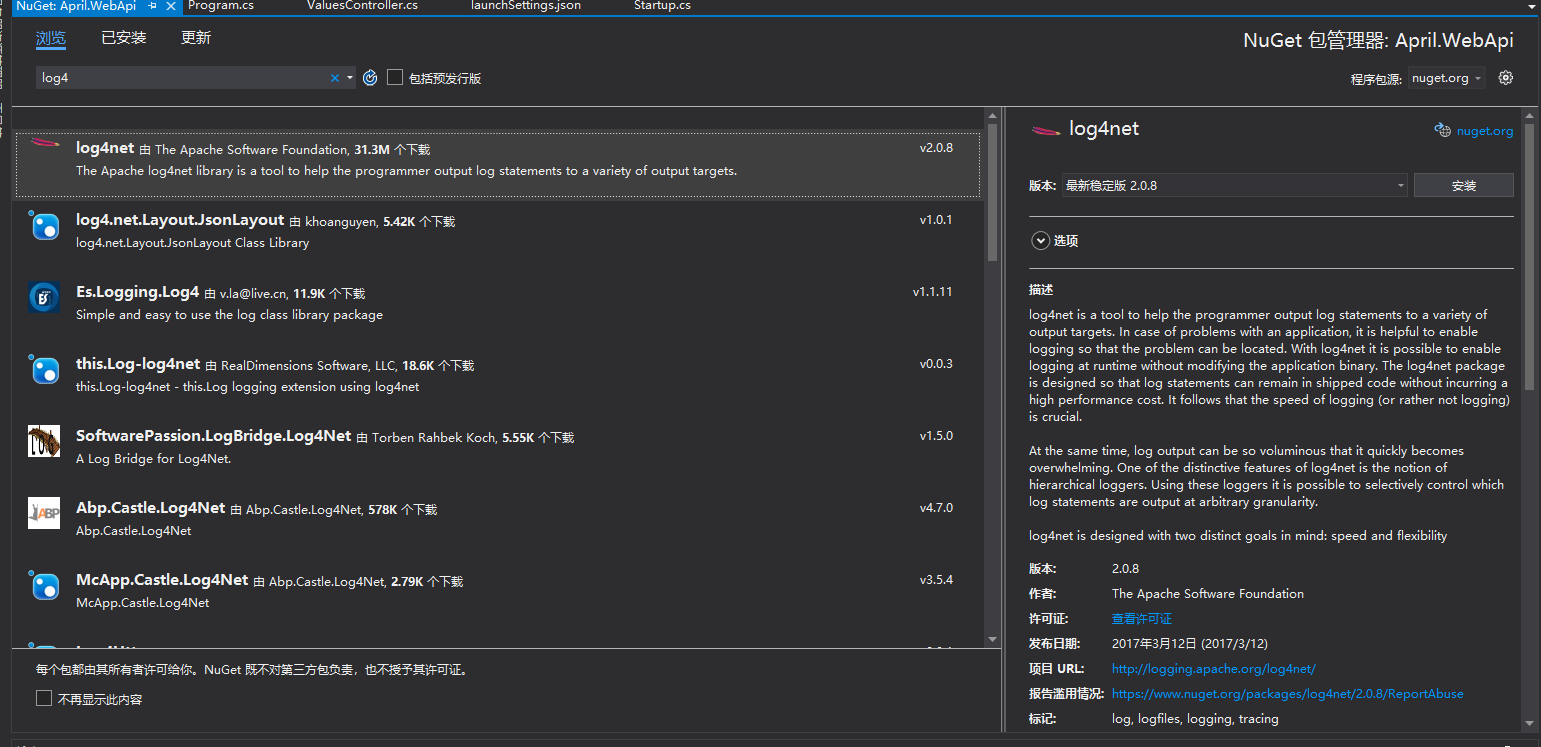 NuGet: April.WebApi
Program.cs
ValuesController.cs
launchSettings.json
Startup.cs
浏览
已安装
更新
NuGet 包管理器: April.WebApi
log4
包括预发行版
程序包源: nuget.org
log4net 由 The Apache Software Foundation, 31.3M 个下载
v2.0.8
The Apache log4net library is a tool to help the programmer output log statements to a variety of output targets.
log4.net.Layout.JsonLayout 由 khoanguyen, 5.42K 个下载
v1.0.1
log4.net.Layout.JsonLayout Class Library
Es.Logging.Log4 由 v.la@live.cn, 11.9K 个下载
v1.1.11
Simple and easy to use the log class library package
this.Log-log4net 由 RealDimensions Software, LLC, 18.6K 个下载
v0.0.3
this.Log-log4net - this.Log logging extension using log4net
SoftwarePassion.LogBridge.Log4Net 由 Torben Rahbek Koch, 5.55K 个下载
v1.5.0
A Log Bridge for Log4Net.
ABP
Abp.Castle.Log4Net 由 Abp.Castle.Log4Net, 578K 个下载
v4.7.0
Abp.Castle.Log4Net
McApp.Castle.Log4Net 由 Abp.Castle.Log4Net, 2.79K 个下载
v3.5.4
McApp.Castle.Log4Net
每个包都由其所有者许可给你。NuGet 既不对第三方包负责，也不授予其许可证。
不再显示此内容
log4net
nuget.org
版本: 最新稳定版 2.0.8
安装
选项
描述
log4net is a tool to help the programmer output log statements to a variety of
output targets. In case of problems with an application, it is helpful to enable
logging so that the problem can be located. With log4net it is possible to enable
logging at runtime without modifying the application binary. The log4net package
is designed so that log statements can remain in shipped code without incurring a
high performance cost. It follows that the speed of logging (or rather not logging)
is crucial.
At the same time, log output can be so voluminous that it quickly becomes
overwhelming. One of the distinctive features of log4net is the notion of
hierarchical loggers. Using these loggers it is possible to selectively control which
log statements are output at arbitrary granularity.
log4net is designed with two distinct goals in mind: speed and flexibility
版本: 2.0.8
作者: The Apache Software Foundation
许可证: 查看许可证
发布日期: 2017年3月12日 (2017/3/12)
项目 URL: http://logging.apache.org/log4net/
报告滥用情况: https://www.nuget.org/packages/log4net/2.0.8/ReportAbuse
标记: log, logfiles, logging, tracing